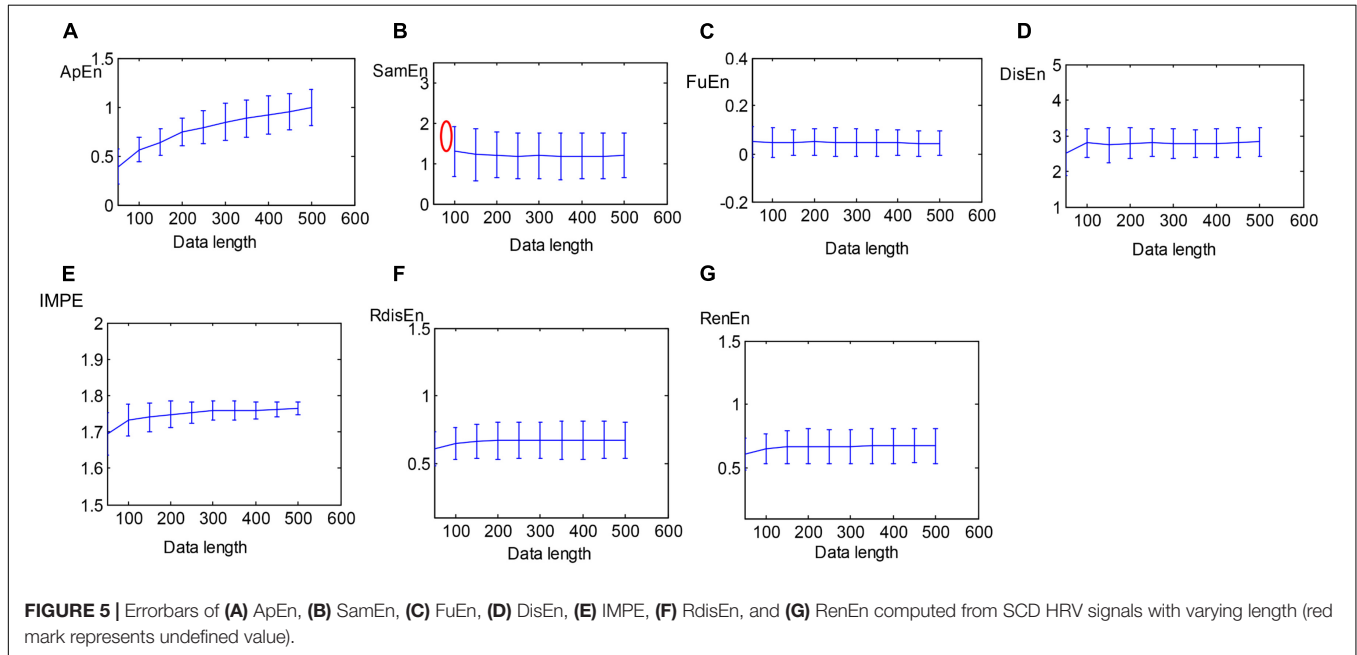 A
ApEn
1.5
1
0.5
0
100 200 300 400 500 600
Data length
B
SamEn
3
2
1
0
100 200 300 400 500 600
Data length
C
FuEn
0.4
0.2
0
-0.2
100 200 300 400 500 600
Data length
D
DisEn
5
4
3
2
1
100 200 300 400 500 600
Data length
E
IMPE
2
1.9
1.8
1.7
1.6
1.5
100 200 300 400 500 600
Data length
F
RdisEn
1.5
1
0.5
100 200 300 400 500 600
Data length
G
RenEn
1.5
1
0.5
100 200 300 400 500 600
Data length
FIGURE 5 | Errorbars of (A) ApEn, (B) SamEn, (C) FuEn, (D) DisEn, (E) IMPE, (F) RdisEn, and (G) RenEn computed from SCD HRV signals with varying length (red
mark represents undefined value).